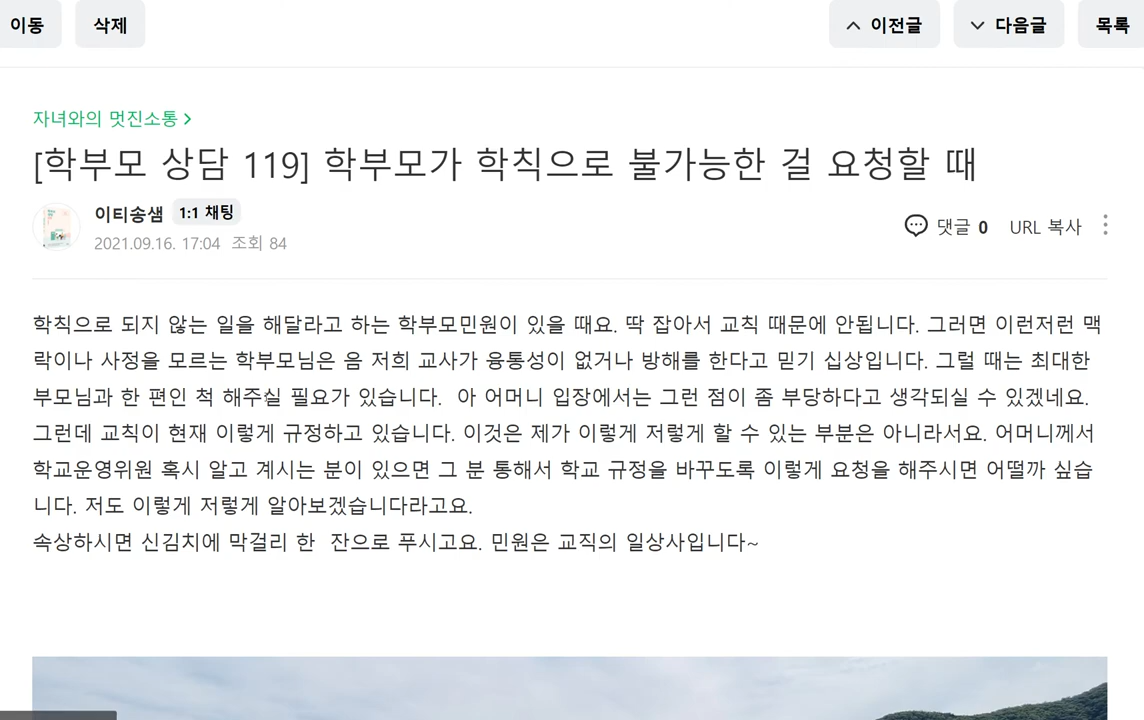 이동 삭제 이전글 다음글 목록
자녀와의 멋진소통
[학부모 상담 119] 학부모가 학칙으로 불가능한 걸 요청할 때
이티송샘 1:1 채팅
2021.09.16. 17:04 조회 84
댓글 0 URL 복사
학칙으로 되지 않는 일을 해달라고 하는 학부모민원이 있을 때요. 딱 잡아서 교칙 때문에 안됩니다. 그러면 이런저런 맥
락이나 사정을 모르는 학부모님은 음 저희 교사가 융통성이 없거나 방해를 한다고 믿기 십상입니다. 그럴 때는 최대한
부모님과 한 편인 척 해주실 필요가 있습니다. 아 어머니 입장에서는 그런 점이 좀 부당하다고 생각되실 수 있겠네요.
그런데 교칙이 현재 이렇게 규정하고 있습니다. 이것은 제가 이렇게 저렇게 할 수 있는 부분은 아니라서요. 어머니께서
학교운영위원 혹시 알고 계시는 분이 있으면 그 분 통해서 학교 규정을 바꾸도록 이렇게 요청을 해주시면 어떨까 싶습
니다. 저도 이렇게 저렇게 알아보겠습니다라고요.
속상하시면 신김치에 막걸리 한 잔으로 푸시고요. 민원은 교직의 일상사입니다~